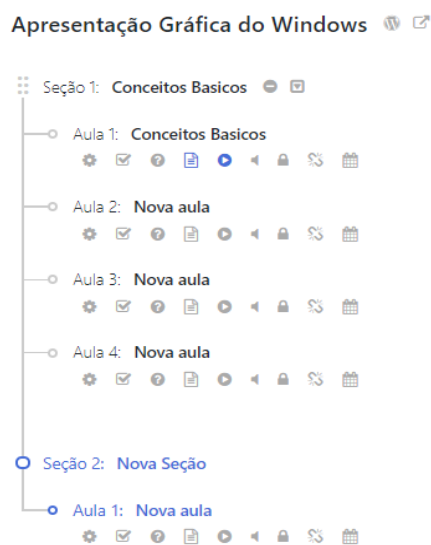 Apresentação Gráfica do Windows
Seção 1: Conceitos Basicos
Aula 1: Conceitos Basicos
Aula 2: Nova aula
Aula 3: Nova aula
Aula 4: Nova aula
Seção 2: Nova Seção
Aula 1: Nova aula